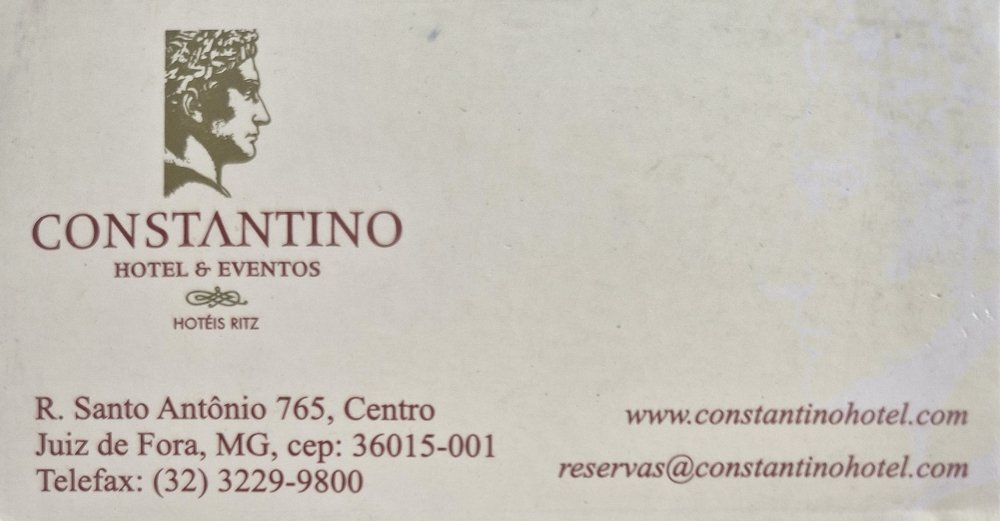 CONSTANTINO
HOTEL & EVENTOS
HOTÉIS RITZ
R. Santo Antônio 765, Centro
Juiz de Fora, MG, cep: 36015-001
Telefax: (32) 3229-9800
www.constantinohotel.com
reservas@constantinohotel.com